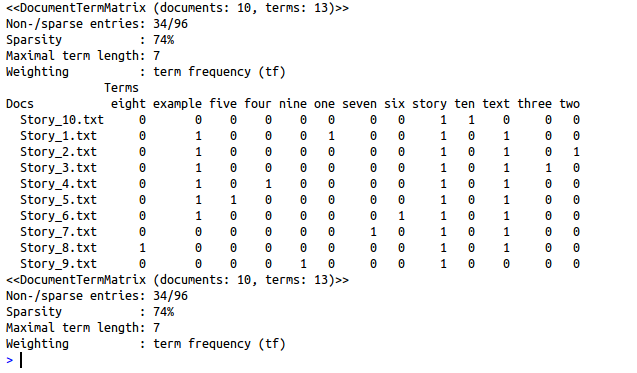 <<DocumentTermMatrix (documents: 10, terms: 13)>>
Non-/sparse entries: 34/96
Sparsity           : 74%
Maximal term length: 7
Weighting          : term frequency (tf)
              Terms
Docs           eight example five four nine one seven six story ten text three two
  Story_10.txt     0       0    0    0    0   0     0   0     1   1    0     0   0
  Story_1.txt      0       1    0    0    0   1     0   0     1   0    1     0   0
  Story_2.txt      0       1    0    0    0   0     0   0     1   0    1     0   1
  Story_3.txt      0       1    0    0    0   0     0   0     1   0    1     1   0
  Story_4.txt      0       1    0    1    0   0     0   0     1   0    1     0   0
  Story_5.txt      0       1    1    0    0   0     0   0     1   0    1     0   0
  Story_6.txt      0       1    0    0    0   0     0   1     1   0    1     0   0
  Story_7.txt      0       0    0    0    0   0     1   0     1   0    1     0   0
  Story_8.txt      1       0    0    0    0   0     0   0     1   0    1     0   0
  Story_9.txt      0       0    0    0    1   0     0   0     1   0    0     0   0
<<DocumentTermMatrix (documents: 10, terms: 13)>>
Non-/sparse entries: 34/96
Sparsity           : 74%
Maximal term length: 7
Weighting          : term frequency (tf)
>